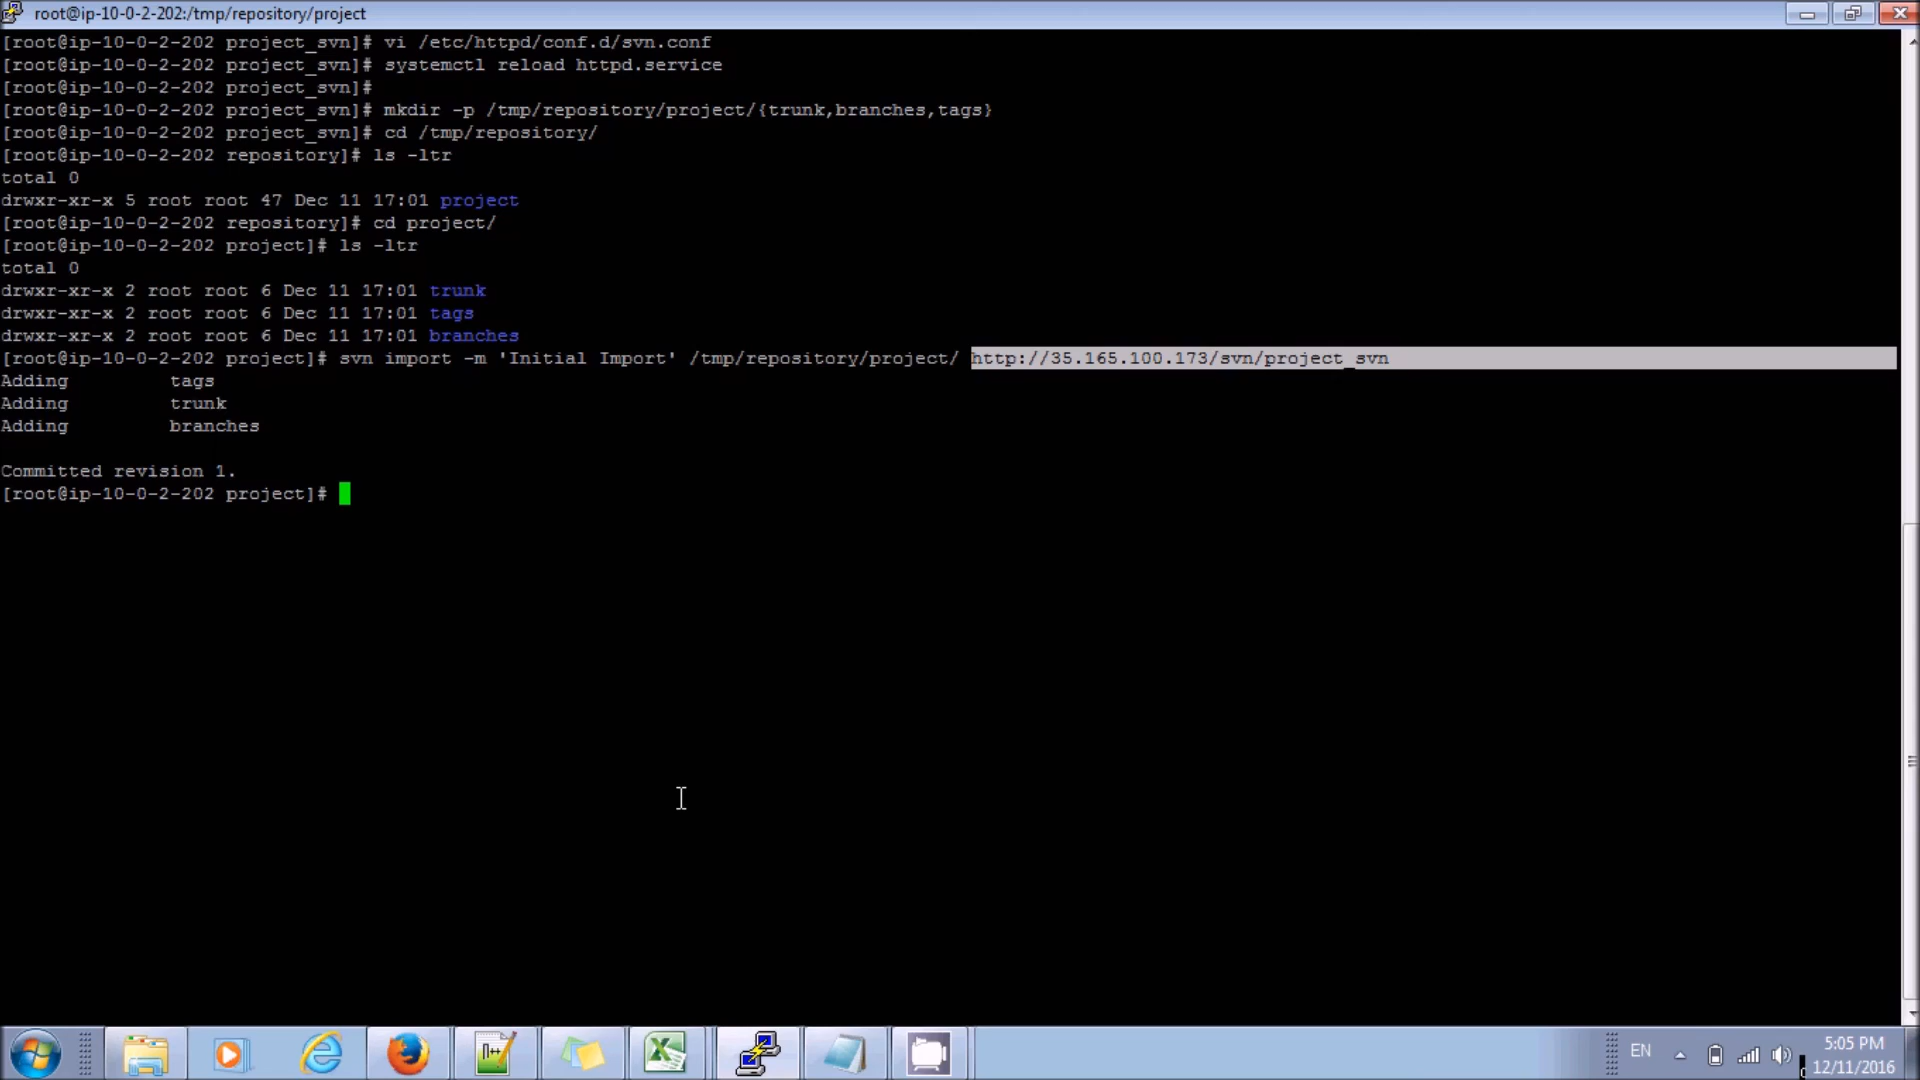 root@ip-10-0-2-202:/tmp/repository/project
[root@ip-10-0-2-202 project_svn]# vi /etc/httpd/conf.d/svn.conf
[root@ip-10-0-2-202 project_svn]# systemctl reload httpd.service
[root@ip-10-0-2-202 project_svn]#
[root@ip-10-0-2-202 project_svn]# mkdir -p /tmp/repository/project/{trunk,branches,tags}
[root@ip-10-0-2-202 project_svn]# cd /tmp/repository/
[root@ip-10-0-2-202 repository]# ls -ltr
total 0
drwxr-xr-x 5 root root 47 Dec 11 17:01 project
[root@ip-10-0-2-202 repository]# cd project/
[root@ip-10-0-2-202 project]# ls -ltr
total 0
drwxr-xr-x 2 root root 6 Dec 11 17:01 trunk
drwxr-xr-x 2 root root 6 Dec 11 17:01 tags
drwxr-xr-x 2 root root 6 Dec 11 17:01 branches
[root@ip-10-0-2-202 project]# svn import -m 'Initial Import' /tmp/repository/project/ http://35.165.100.173/svn/project_svn
Adding         tags
Adding         trunk
Adding         branches
Committed revision 1.
[root@ip-10-0-2-202 project]#
EN
5:05 PM
12/11/2016